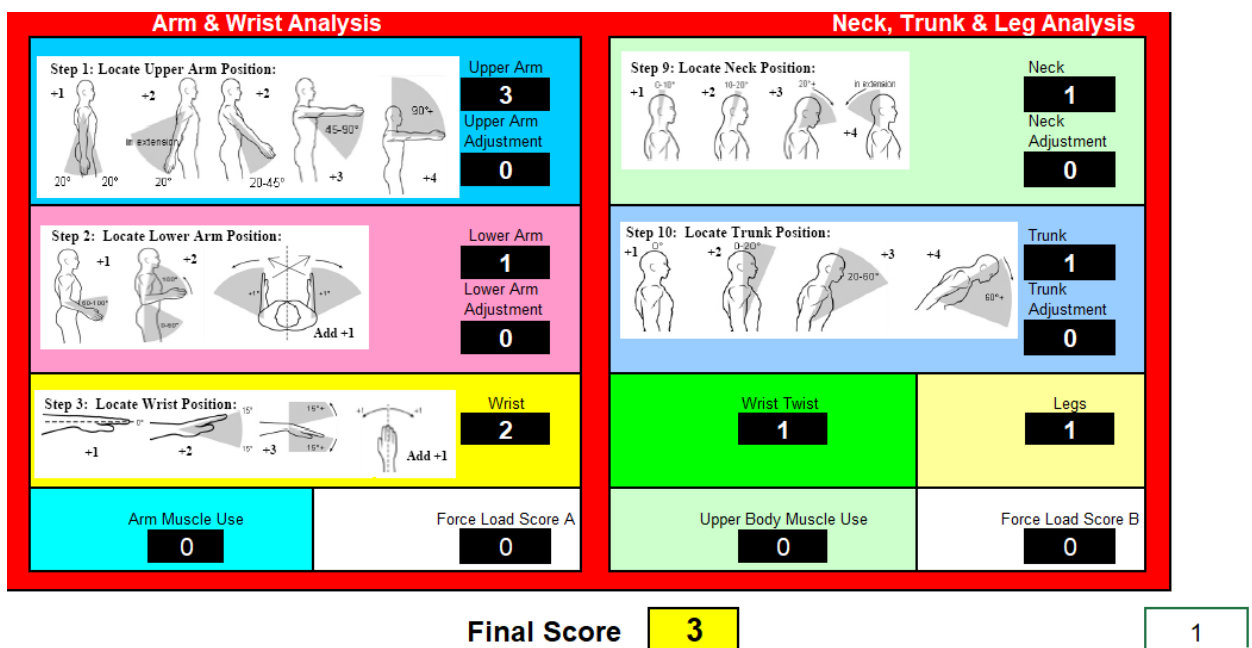 Arm & Wrist Analysis
Neck, Trunk & Leg Analysis
Step 1: Locate Upper Arm Position:
+1
+2
+2
in extension
45-90°
90°+
20°
20°
20°
20-45°
+3
+4
Upper Arm
3
Upper Arm
Adjustment
0
Step 9: Locate Neck Position:
+1
0-10°
+2
10-20°
+3
20°+
in extension
+4
Neck
1
Neck
Adjustment
0
Step 2: Locate Lower Arm Position:
+1
+2
60-100°
100°
0-60°
+1°
+1°
Add +1
Lower Arm
1
Lower Arm
Adjustment
0
Step 10: Locate Trunk Position:
+1
0°
+2
0-20°
20-60°
+3
+4
60°+
Trunk
1
Trunk
Adjustment
0
Step 3: Locate Wrist Position:
0°
15°
15°
15°+
15°+
+1
+1
+1
+2
+3
Add +1
Wrist
2
Wrist Twist
1
Legs
1
Arm Muscle Use
0
Force Load Score A
0
Upper Body Muscle Use
0
Force Load Score B
0
Final Score
3
1